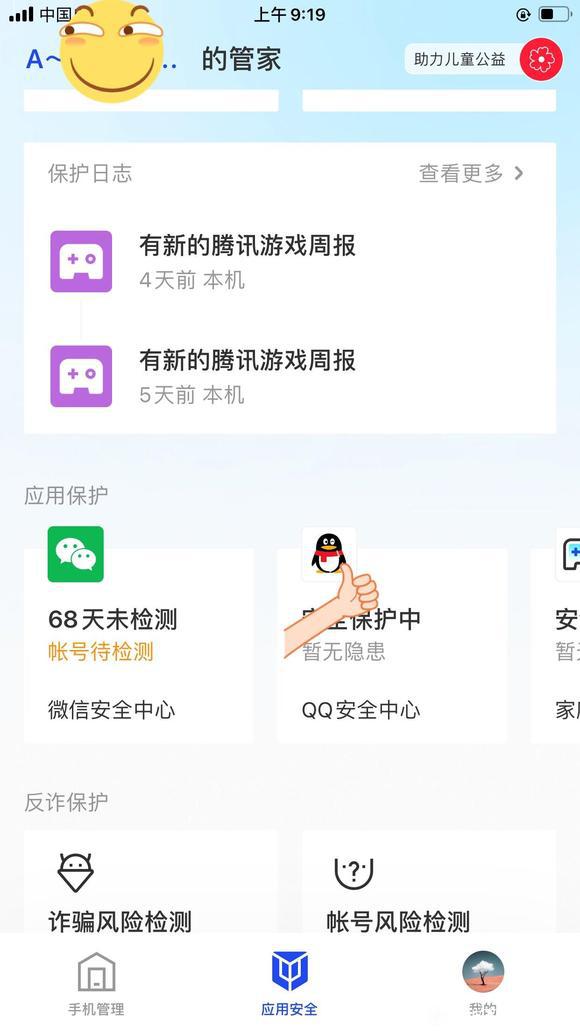 中国
上午9:19
A~
..
的管家
助力儿童公益
保护日志
查看更多
有新的腾讯游戏周报
4天前 本机
有新的腾讯游戏周报
5天前 本机
应用保护
68天未检测
帐号待检测
微信安全中心
全保护中
暂无隐患
QQ安全中心
安
暂
家
反诈保护
诈骗风险检测
帐号风险检测
手机管理
应用安全
我的